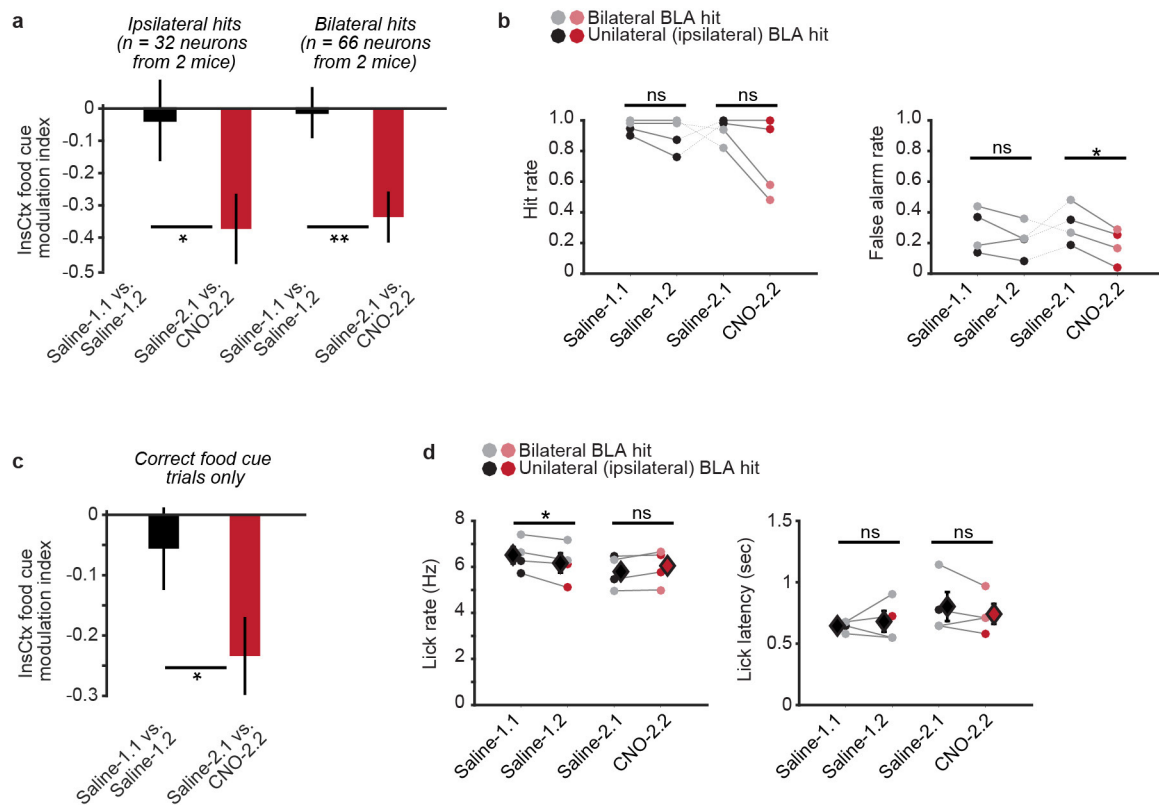 a
Ipsilateral hits
(n = 32 neurons
from 2 mice)
Bilateral hits
(n = 66 neurons
from 2 mice)
InsCtx food cue
modulation index
0
-0.1
-0.2
-0.3
-0.4
-0.5
*
**
Saline-1.1 vs.
Saline-1.2
Saline-2.1 vs.
CNO-2.2
Saline-1.1 vs.
Saline-1.2
Saline-2.1 vs.
CNO-2.2
b
Bilateral BLA hit
Unilateral (ipsilateral) BLA hit
Hit rate
1.0
0.8
0.6
0.4
0.2
0
ns
ns
Saline-1.1
Saline-1.2
Saline-2.1
CNO-2.2
False alarm rate
1.0
0.8
0.6
0.4
0.2
0
ns
*
Saline-1.1
Saline-1.2
Saline-2.1
CNO-2.2
c
Correct food cue
trials only
InsCtx food cue
modulation index
0
-0.1
-0.2
-0.3
*
Saline-1.1 vs.
Saline-1.2
Saline-2.1 vs.
CNO-2.2
d
Bilateral BLA hit
Unilateral (ipsilateral) BLA hit
Lick rate (Hz)
8
6
4
2
0
*
ns
Saline-1.1
Saline-1.2
Saline-2.1
CNO-2.2
Lick latency (sec)
1.5
1
0.5
0
ns
ns
Saline-1.1
Saline-1.2
Saline-2.1
CNO-2.2